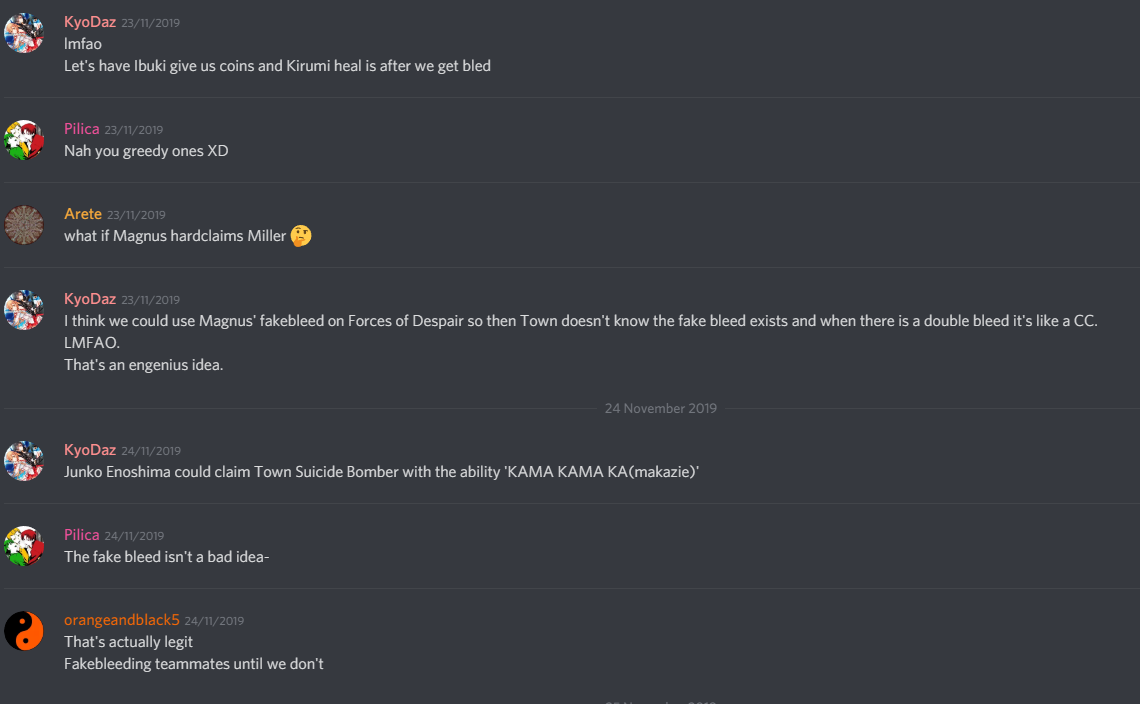 KyoDaz 23/11/2019
lmfao
Let's have Ibuki give us coins and Kirumi heal is after we get bled
Pilica 23/11/2019
Nah you greedy ones XD
Arete 23/11/2019
what if Magnus hardclaims Miller 🤔
KyoDaz 23/11/2019
I think we could use Magnus' fakebleed on Forces of Despair so then Town doesn't know the fake bleed exists and when there is a double bleed it's like a CC.
LMFAO.
That's an engenius idea.
24 November 2019
KyoDaz 24/11/2019
Junko Enoshima could claim Town Suicide Bomber with the ability 'KAMA KAMA KA(makazie)'
Pilica 24/11/2019
The fake bleed isn't a bad idea-
orangeandblack5 24/11/2019
That's actually legit
Fakebleeding teammates until we don't